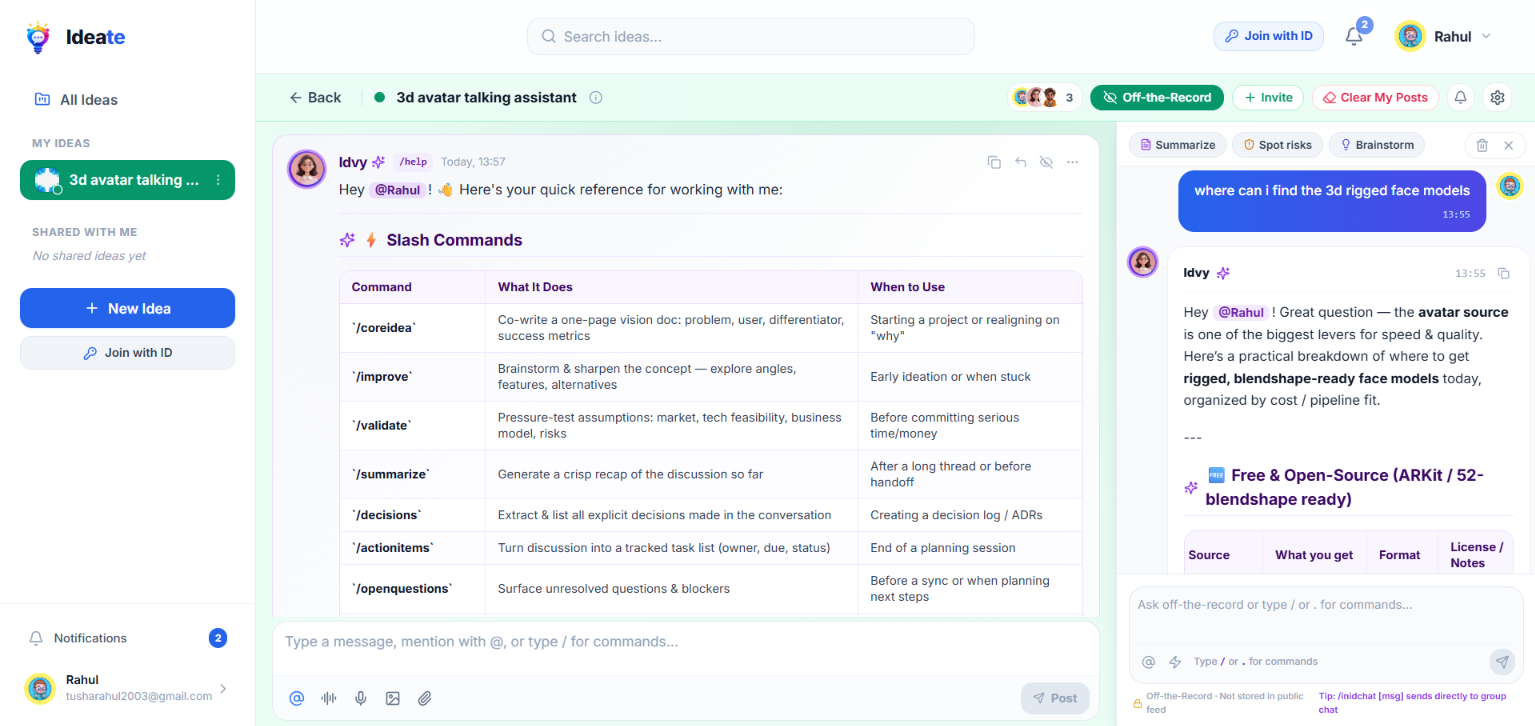 Ideate
Search ideas...
Join with ID
2
Rahul
All Ideas
MY IDEAS
3d avatar talking ...
SHARED WITH ME
No shared ideas yet
+ New Idea
Join with ID
Notifications
2
Rahul
tusharahul2003@gmail.com
← Back
3d avatar talking assistant
3
Off-the-Record
+ Invite
Clear My Posts
Idvy
/help
Today, 13:57
Hey @Rahul ! 👋 Here's your quick reference for working with me:
⚡ Slash Commands
Command What It Does When to Use
`/coreidea` Co-write a one-page vision doc: problem, user, differentiator, Starting a project or realigning on
success metrics "why"
`/improve` Brainstorm & sharpen the concept — explore angles, Early ideation or when stuck
features, alternatives
`/validate` Pressure-test assumptions: market, tech feasibility, business Before committing serious
model, risks time/money
`/summarize` Generate a crisp recap of the discussion so far After a long thread or before
handoff
`/decisions` Extract & list all explicit decisions made in the conversation Creating a decision log / ADRs
`/actionitems` Turn discussion into a tracked task list (owner, due, status) End of a planning session
`/openquestions` Surface unresolved questions & blockers Before a sync or when planning
next steps
Type a message, mention with @, or type / for commands...
@
Post
Summarize
Spot risks
Brainstorm
where can i find the 3d rigged face models
13:55
Idvy
13:55
Hey @Rahul ! Great question — the avatar source
is one of the biggest levers for speed & quality.
Here's a practical breakdown of where to get
rigged, blendshape-ready face models today,
organized by cost / pipeline fit.
---
🆓 Free & Open-Source (ARKit / 52-
blendshape ready)
Source What you get Format License /
Notes
Ask off-the-record or type / or . for commands...
@ Type / or . for commands
Off-the-Record · Not stored in public
feed
Tip: /inidchat [msg] sends directly to group
chat